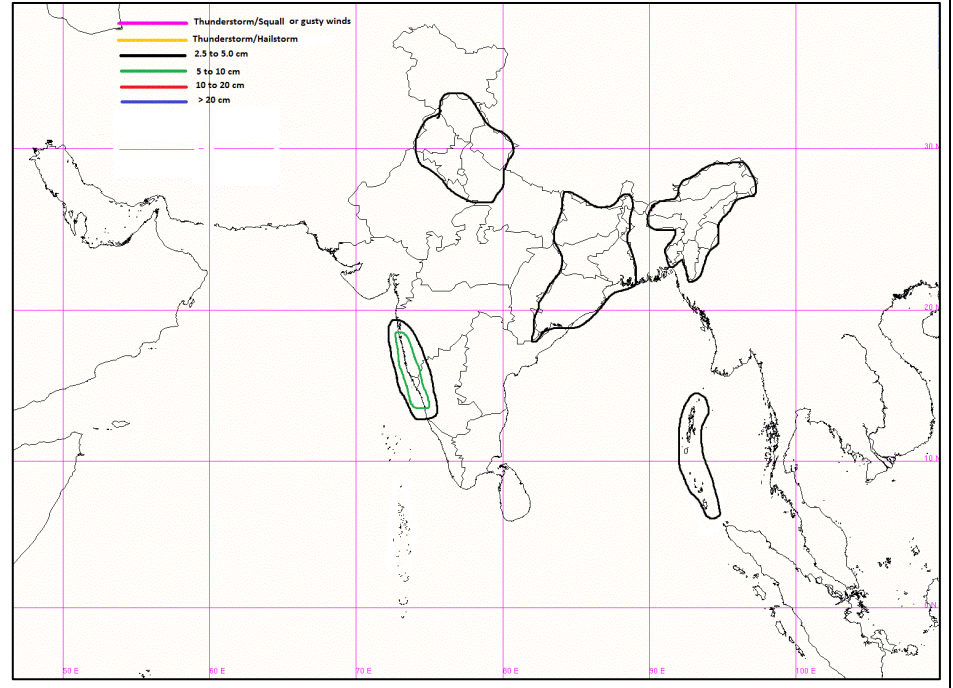 Thunderstorm/Squall or gusty winds
Thunderstorm/Hailstorm
2.5 to 5.0 cm
5 to 10 cm
10 to 20 cm
> 20 cm
30 N
20 N
10 N
50 E
60 E
70 E
80 E
90 E
100 E